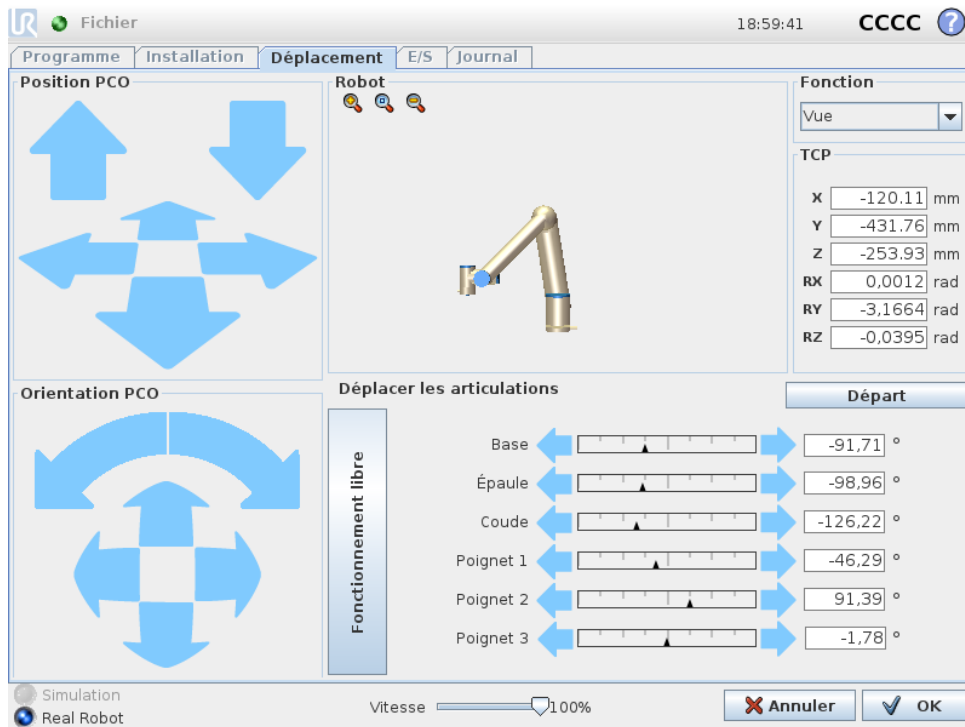 UR Fichier 18:59:41 CCCC ?
Programme Installation Déplacement E/S Journal
Position PCO
Robot
Fonction
Vue
TCP
X -120.11 mm
Y -431.76 mm
Z -253.93 mm
RX 0,0012 rad
RY -3,1664 rad
RZ -0,0395 rad
Orientation PCO
Déplacer les articulations
Départ
Fonctionnement libre
Base -91,71 °
Épaule -98,96 °
Coude -126,22 °
Poignet 1 -46,29 °
Poignet 2 91,39 °
Poignet 3 -1,78 °
Simulation
Real Robot
Vitesse 100%
Annuler
OK